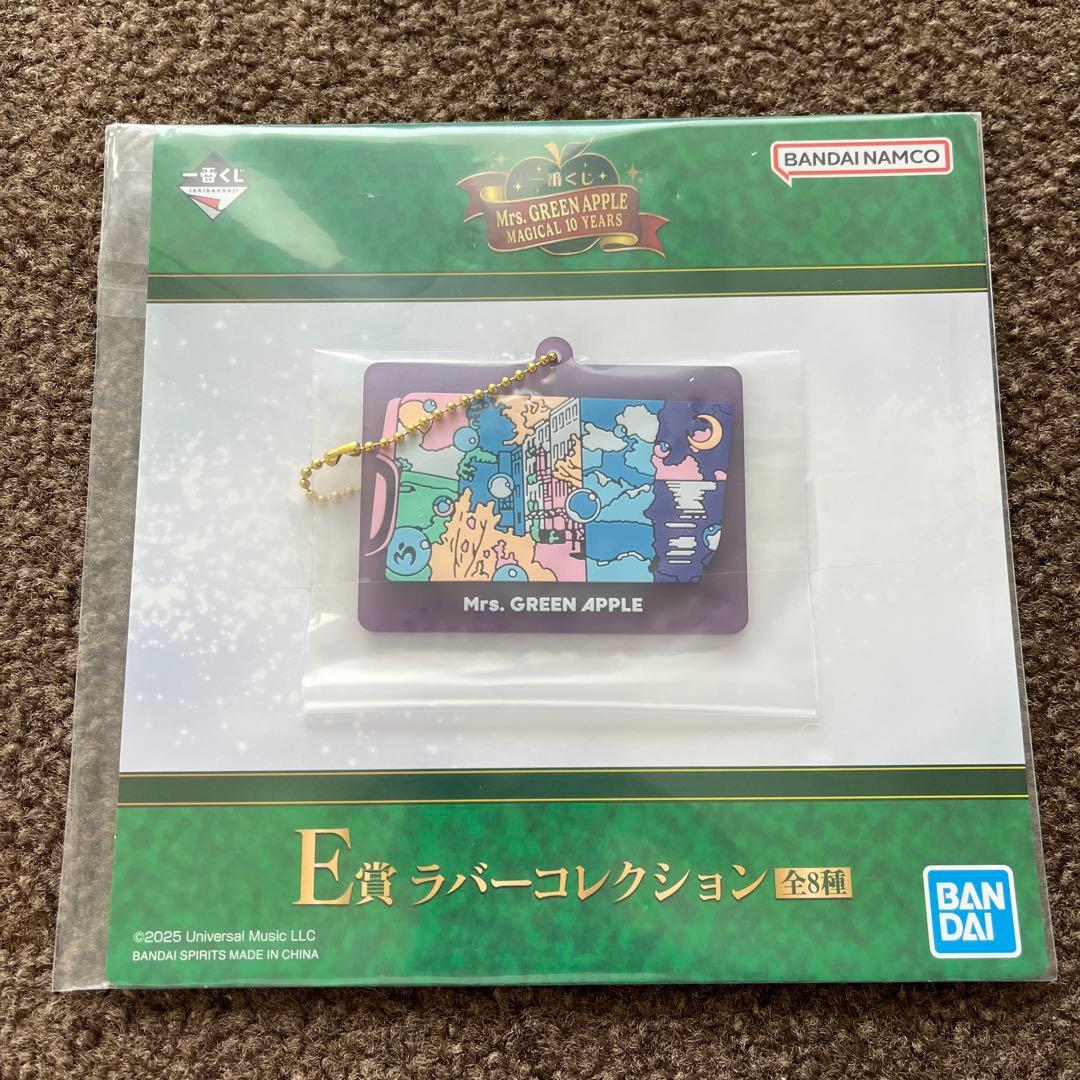 一番くじ
ichibankuji
一番くじ
Mrs. GREEN APPLE
MAGICAL 10 YEARS
BANDAI NAMCO
Mrs. GREEN APPLE
E賞 ラバーコレクション 全8種
©2025 Universal Music LLC
BANDAI SPIRITS MADE IN CHINA
BAN
DAI